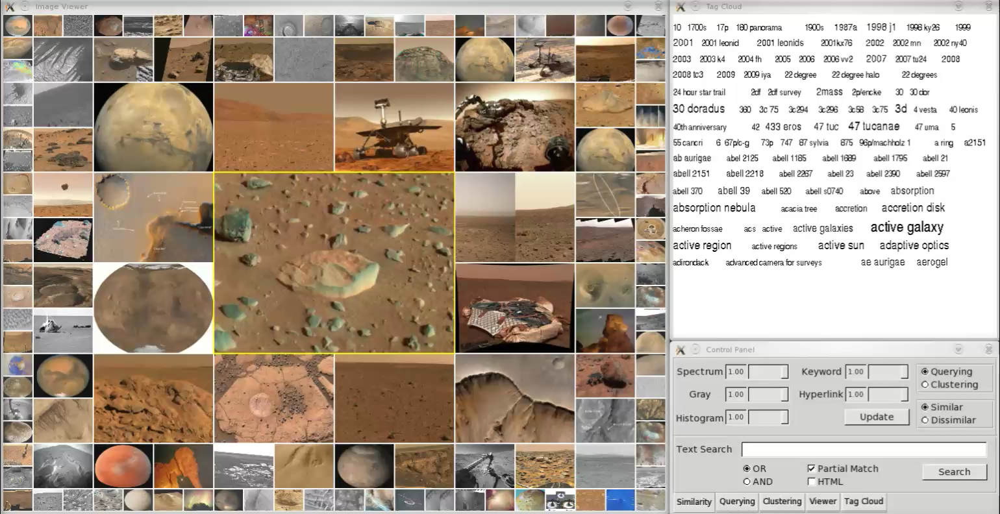 Image Viewer
Tag Cloud
10 1700s 17p 180 panorama 1900s 1987a 1998 j1 1998 ky26 1999
2001 2001 leonid 2001 leonids 2001kx76 2002 2002 mn 2002 ny40
2003 2003 k4 2004 fh 2005 2006 2006 vv2 2007 2007 tu24 2008
2008 tc3 2009 2009 iya 22 degree 22 degree halo 22 degrees
24 hour star trail 2df 2df survey 2mass 2p/encke 30 30 dor
30 doradus 360 3c 75 3c294 3c296 3c58 3c75 3d 4 vesta 40 leonis
40th anniversary 42 433 eros 47 tuc 47 tucanae 47 uma 5
55 cancri 6 67p/c-g 73p 747 87 sylvia 875 96p/machholz 1 a ring a2151
ab aurigae abel 2125 abell 1185 abell 1689 abell 1795 abell 21
abell 2151 abell 2218 abell 2267 abell 23 abell 2390 abell 2597
abell 370 abell 39 abell 520 abell s0740 above absorption
absorption nebula acacia tree accretion accretion disk
acheron fossae acs active active galaxies active galaxy
active region active regions active sun adaptive optics
adirondack advanced camera for surveys ae aurigae aerogel
Control Panel
Spectrum 1.00 Keyword 1.00 Querying
Clustering
Gray 1.00 Hyperlink 1.00
Histogram 1.00 Update Similar
Dissimilar
Text Search
OR Partial Match Search
AND HTML
Similarity Querying Clustering Viewer Tag Cloud